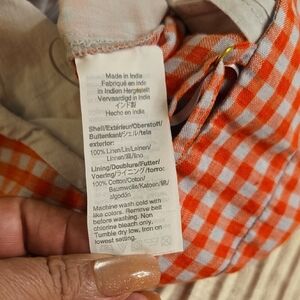 Made in India
Fabriqué en Inde
in Indien Hergestellt
Vervaardigd in India
インド製
Hecho en India
Shell/Extérieur/Oberstoff/
Buitenkant/シェル/tela
exterior:
100% Linen/Lin/Leinen/
Linnen/麻/lino
Lining/Doublure/Futter/
Voering/ライニング/forro:
100% Cotton/Coton/
Baumwolle/Katoen/綿/
algodón
Machine wash cold with
like colors. Remove belt
before washing. Non
chlorine bleach only.
Tumble dry low, Iron on
lowest setting.